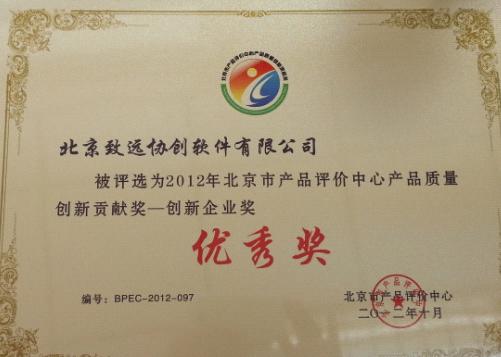 北京致远协创软件有限公司
被评选为2012年北京市产品评价中心产品质量
创新贡献奖—创新企业奖
优秀奖
编号：BPEC-2012-097
北京市产品评价中心
二〇一二年十月